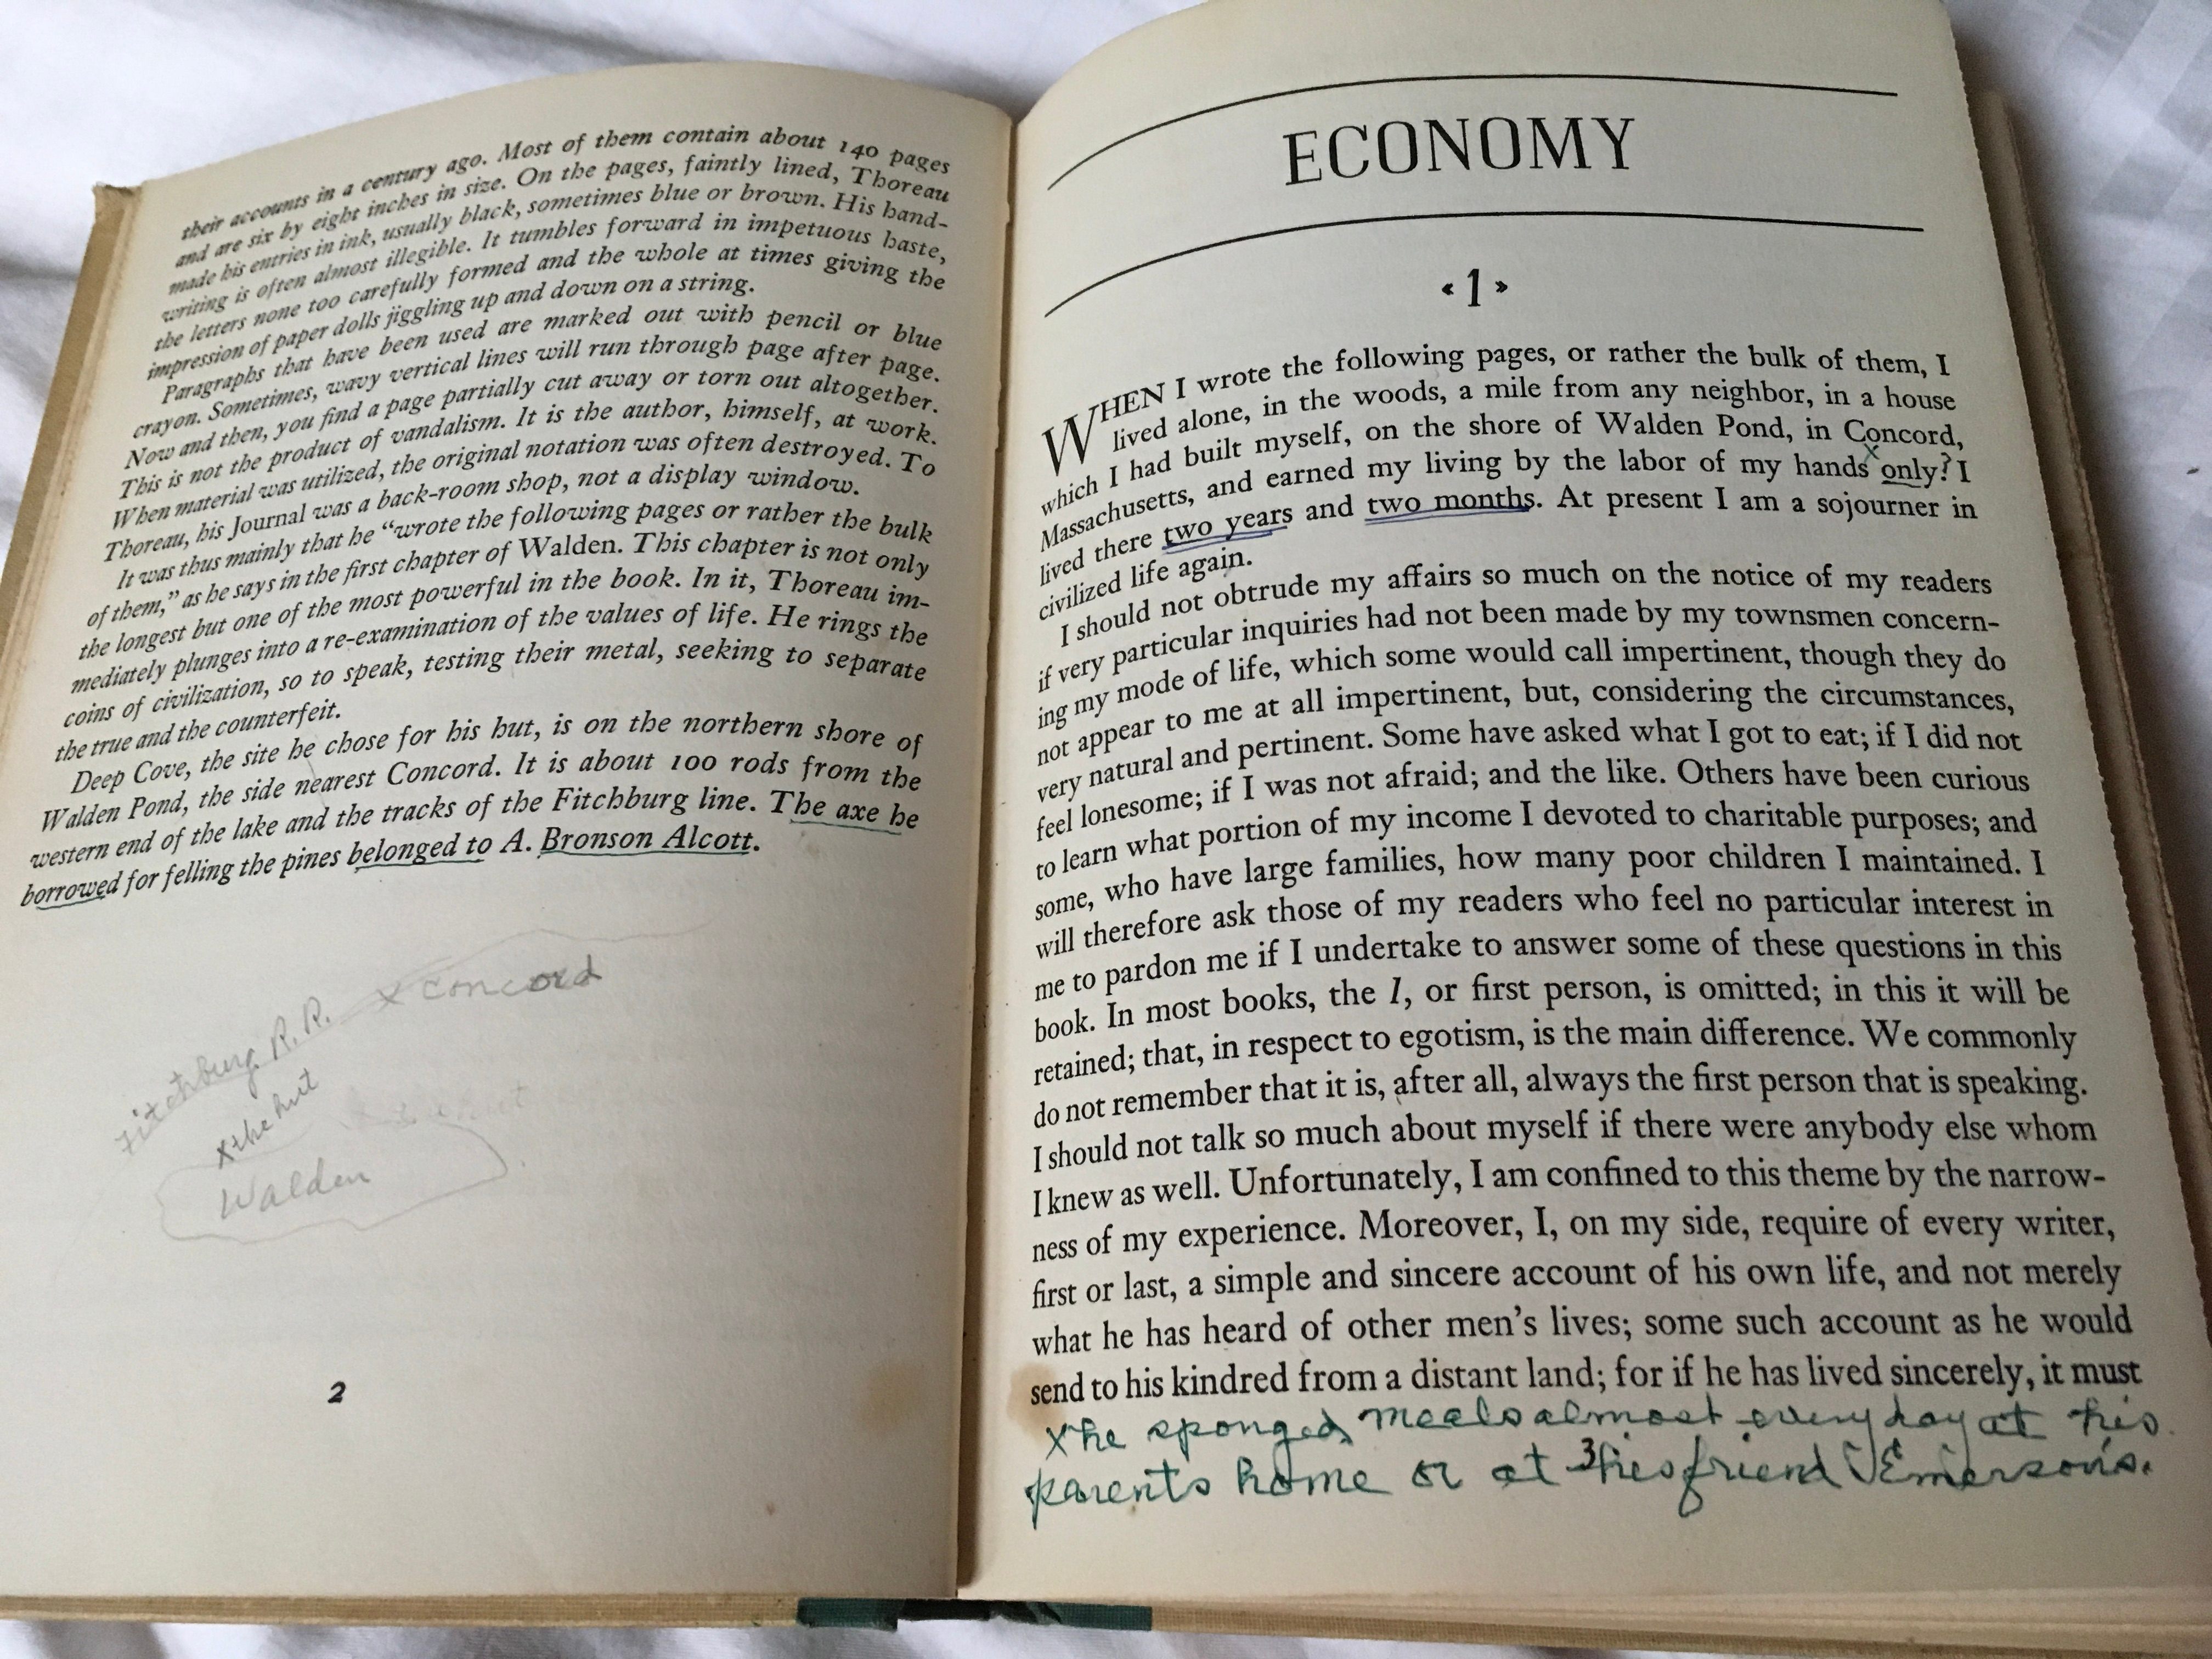 their accounts in a century ago. Most of them contain about 140 pages
and are six by eight inches in size. On the pages, faintly lined, Thoreau
made his entries in ink, usually black, sometimes blue or brown. His hand-
writing is often almost illegible. It tumbles forward in impetuous haste,
the letters none too carefully formed and the whole at times giving the
impression of paper dolls jiggling up and down on a string.
Paragraphs that have been used are marked out with pencil or blue
crayon. Sometimes, wavy vertical lines will run through page after page.
Now and then, you find a page partially cut away or torn out altogether.
This is not the product of vandalism. It is the author, himself, at work.
When material was utilized, the original notation was often destroyed. To
Thoreau, his Journal was a back-room shop, not a display window.
It was thus mainly that he "wrote the following pages or rather the bulk
of them," as he says in the first chapter of Walden. This chapter is not only
the longest but one of the most powerful in the book. In it, Thoreau im-
mediately plunges into a re-examination of the values of life. He rings the
coins of civilization, so to speak, testing their metal, seeking to separate
the true and the counterfeit.
Deep Cove, the site he chose for his hut, is on the northern shore of
Walden Pond, the side nearest Concord. It is about 100 rods from the
western end of the lake and the tracks of the Fitchburg line. The axe he
borrowed for felling the pines belonged to A. Bronson Alcott.
x concord
Fitchburg R.R.
x the hut
Walden
2
ECONOMY
‹ 1 ›
WHEN I wrote the following pages, or rather the bulk of them, I
lived alone, in the woods, a mile from any neighbor, in a house
which I had built myself, on the shore of Walden Pond, in Concord,
Massachusetts, and earned my living by the labor of my hands x only? I
lived there two years and two months. At present I am a sojourner in
civilized life again.
I should not obtrude my affairs so much on the notice of my readers
if very particular inquiries had not been made by my townsmen concern-
ing my mode of life, which some would call impertinent, though they do
not appear to me at all impertinent, but, considering the circumstances,
very natural and pertinent. Some have asked what I got to eat; if I did not
feel lonesome; if I was not afraid; and the like. Others have been curious
to learn what portion of my income I devoted to charitable purposes; and
some, who have large families, how many poor children I maintained. I
will therefore ask those of my readers who feel no particular interest in
me to pardon me if I undertake to answer some of these questions in this
book. In most books, the I, or first person, is omitted; in this it will be
retained; that, in respect to egotism, is the main difference. We commonly
do not remember that it is, after all, always the first person that is speaking.
I should not talk so much about myself if there were anybody else whom
I knew as well. Unfortunately, I am confined to this theme by the narrow-
ness of my experience. Moreover, I, on my side, require of every writer,
first or last, a simple and sincere account of his own life, and not merely
what he has heard of other men's lives; some such account as he would
send to his kindred from a distant land; for if he has lived sincerely, it must
x he sponged meals almost every day at his
parents home or at his friend Emerson's.
3